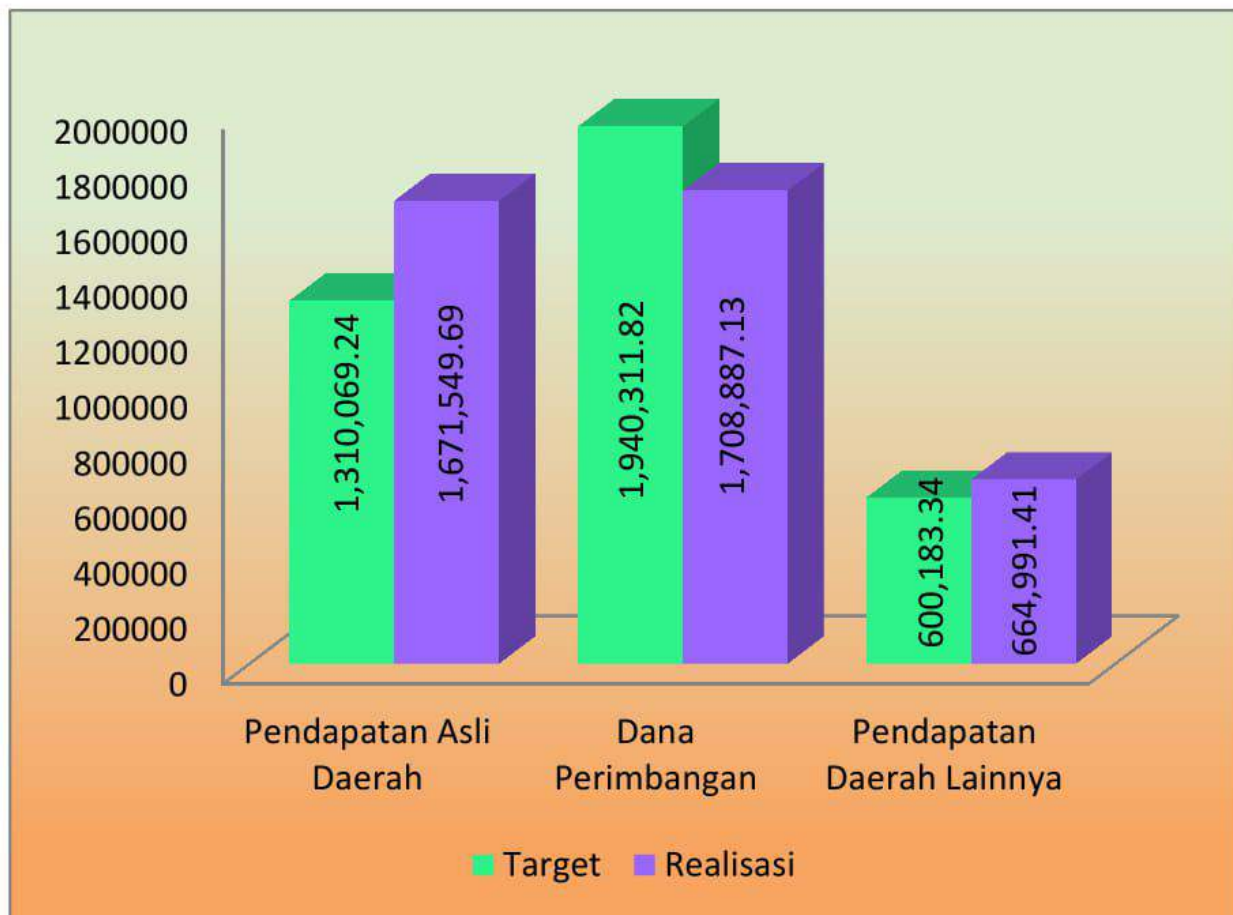 2000000
1800000
1600000
1400000
1200000
1000000
800000
600000
400000
200000
0
1,310,069.24
1,671,549.69
1,940,311.82
1,708,887.13
600,183.34
664,991.41
Pendapatan Asli
Daerah
Dana
Perimbangan
Pendapatan
Daerah Lainnya
Target
Realisasi